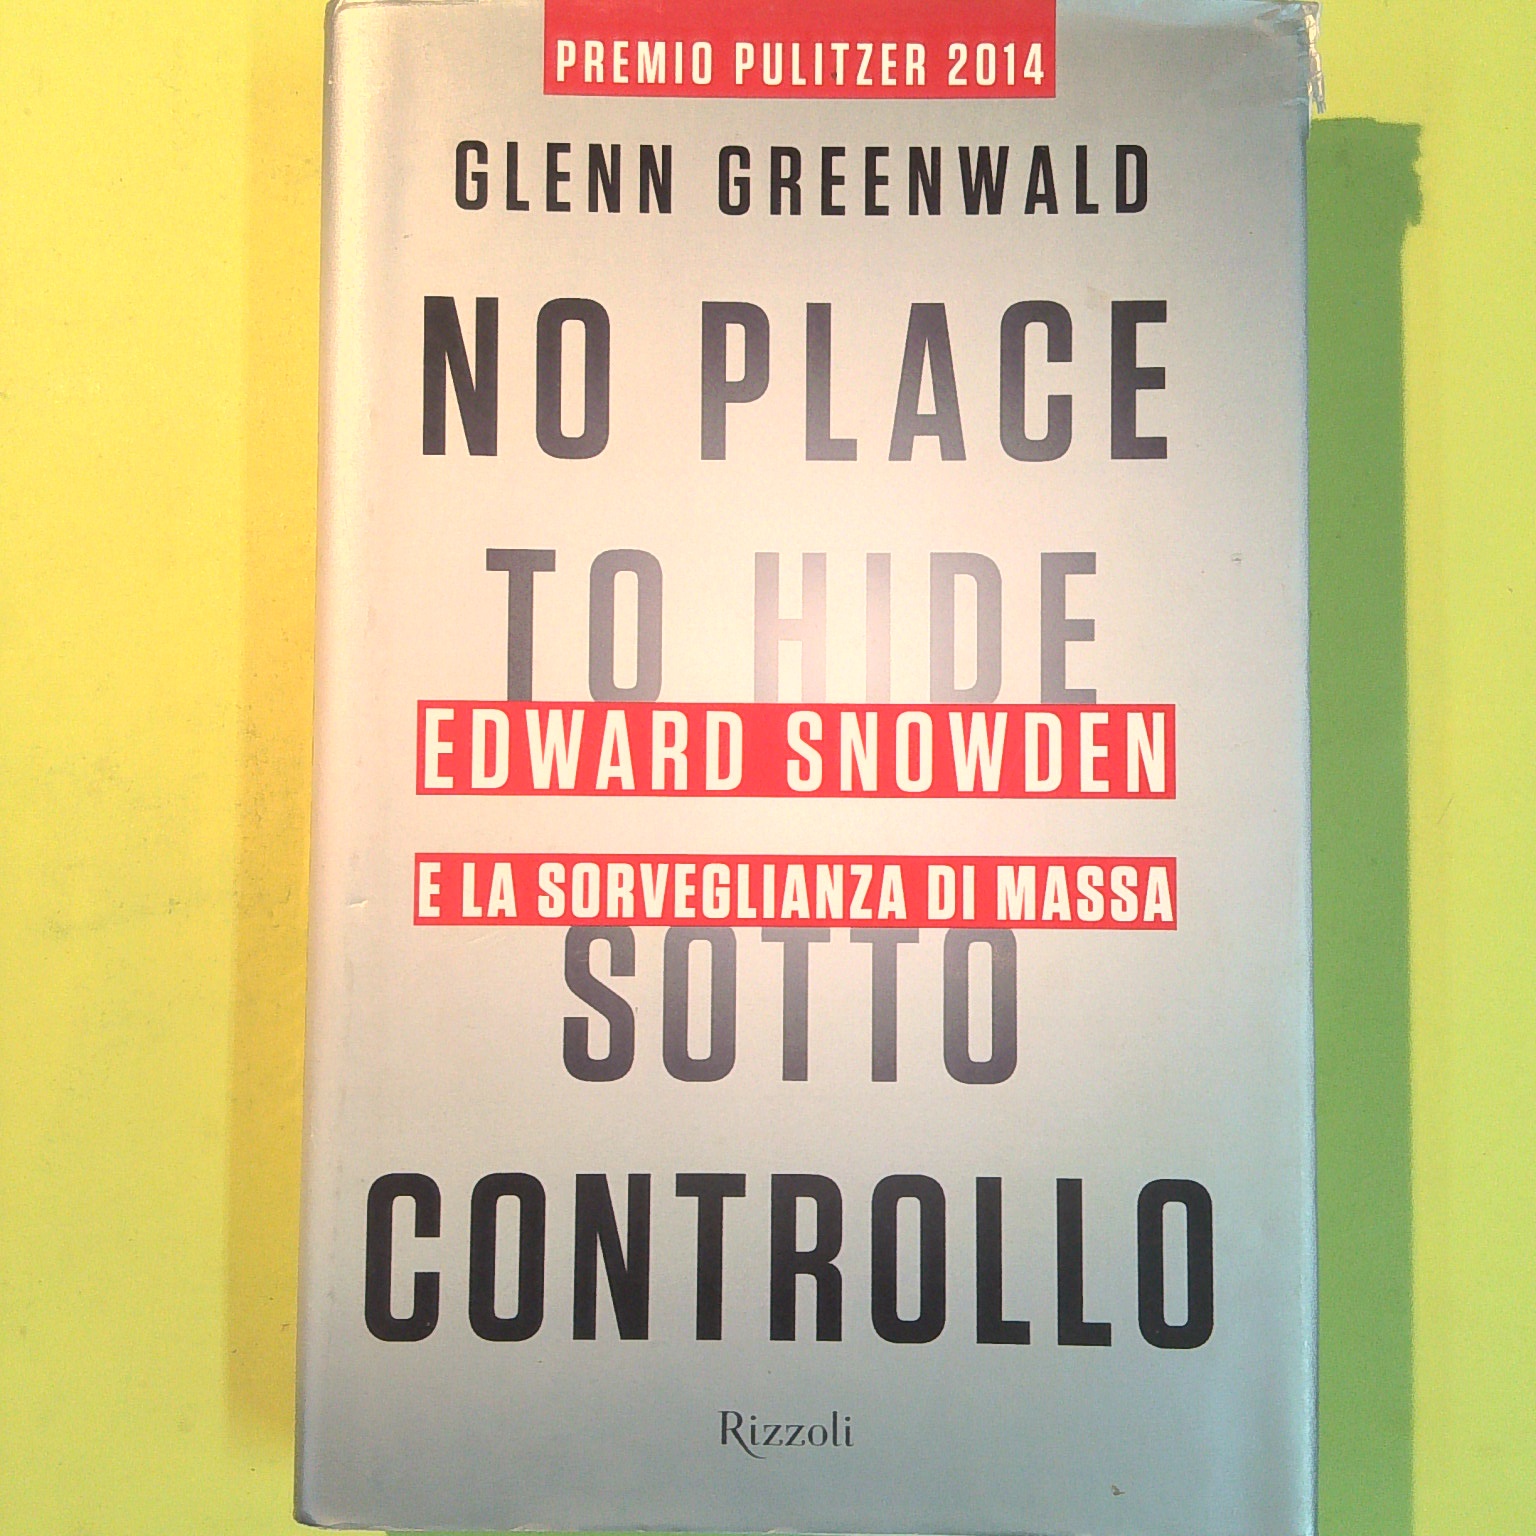 PREMIO PULITZER 2014
GLENN GREENWALD
NO PLACE
TO HIDE
EDWARD SNOWDEN
E LA SORVEGLIANZA DI MASSA
SOTTO
CONTROLLO
Rizzoli